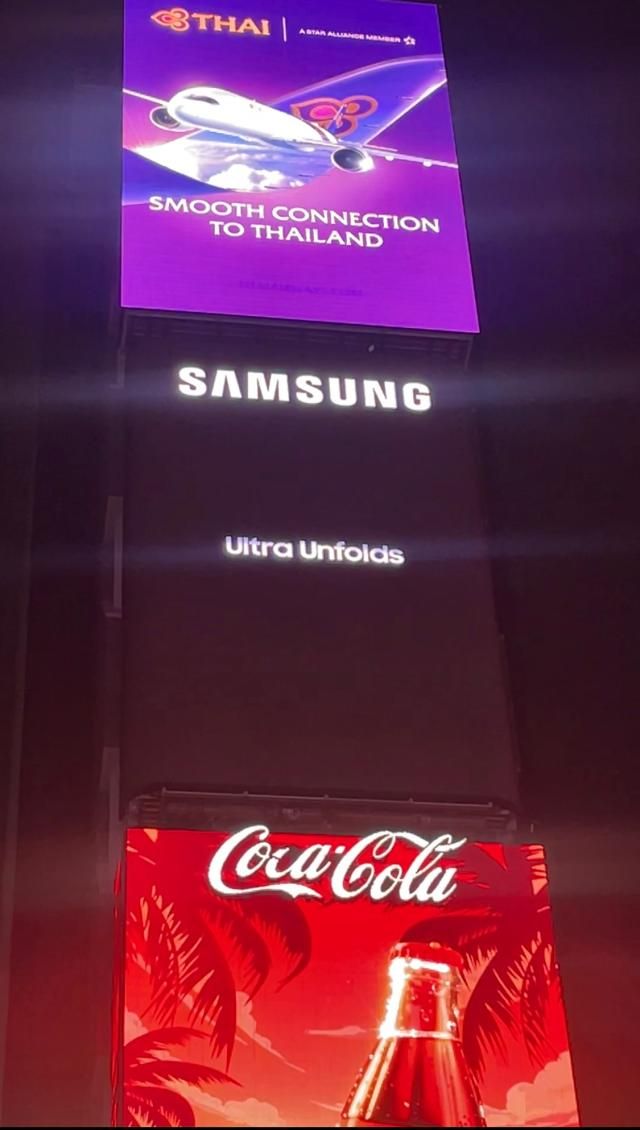 THAI
A STAR ALLIANCE MEMBER
SMOOTH CONNECTION
TO THAILAND
SAMSUNG
Ultra Unfolds
Coca-Cola